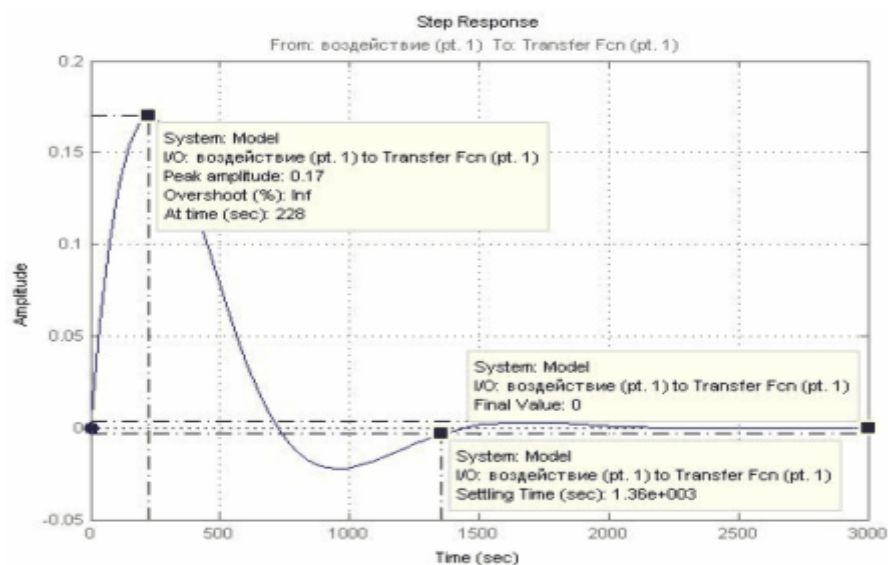 Step Response
From: воздействие (pt. 1) To: Transfer Fcn (pt. 1)
Amplitude
0.2
0.15
0.1
0.05
0
-0.05
System: Model
I/O: воздействие (pt. 1) to Transfer Fcn (pt. 1)
Peak amplitude: 0.17
Overshoot (%): Inf
At time (sec): 228
System: Model
I/O: воздействие (pt. 1) to Transfer Fcn (pt. 1)
Final Value: 0
System: Model
I/O: воздействие (pt. 1) to Transfer Fcn (pt. 1)
Settling Time (sec): 1.36e+003
0 500 1000 1500 2000 2500 3000
Time (sec)